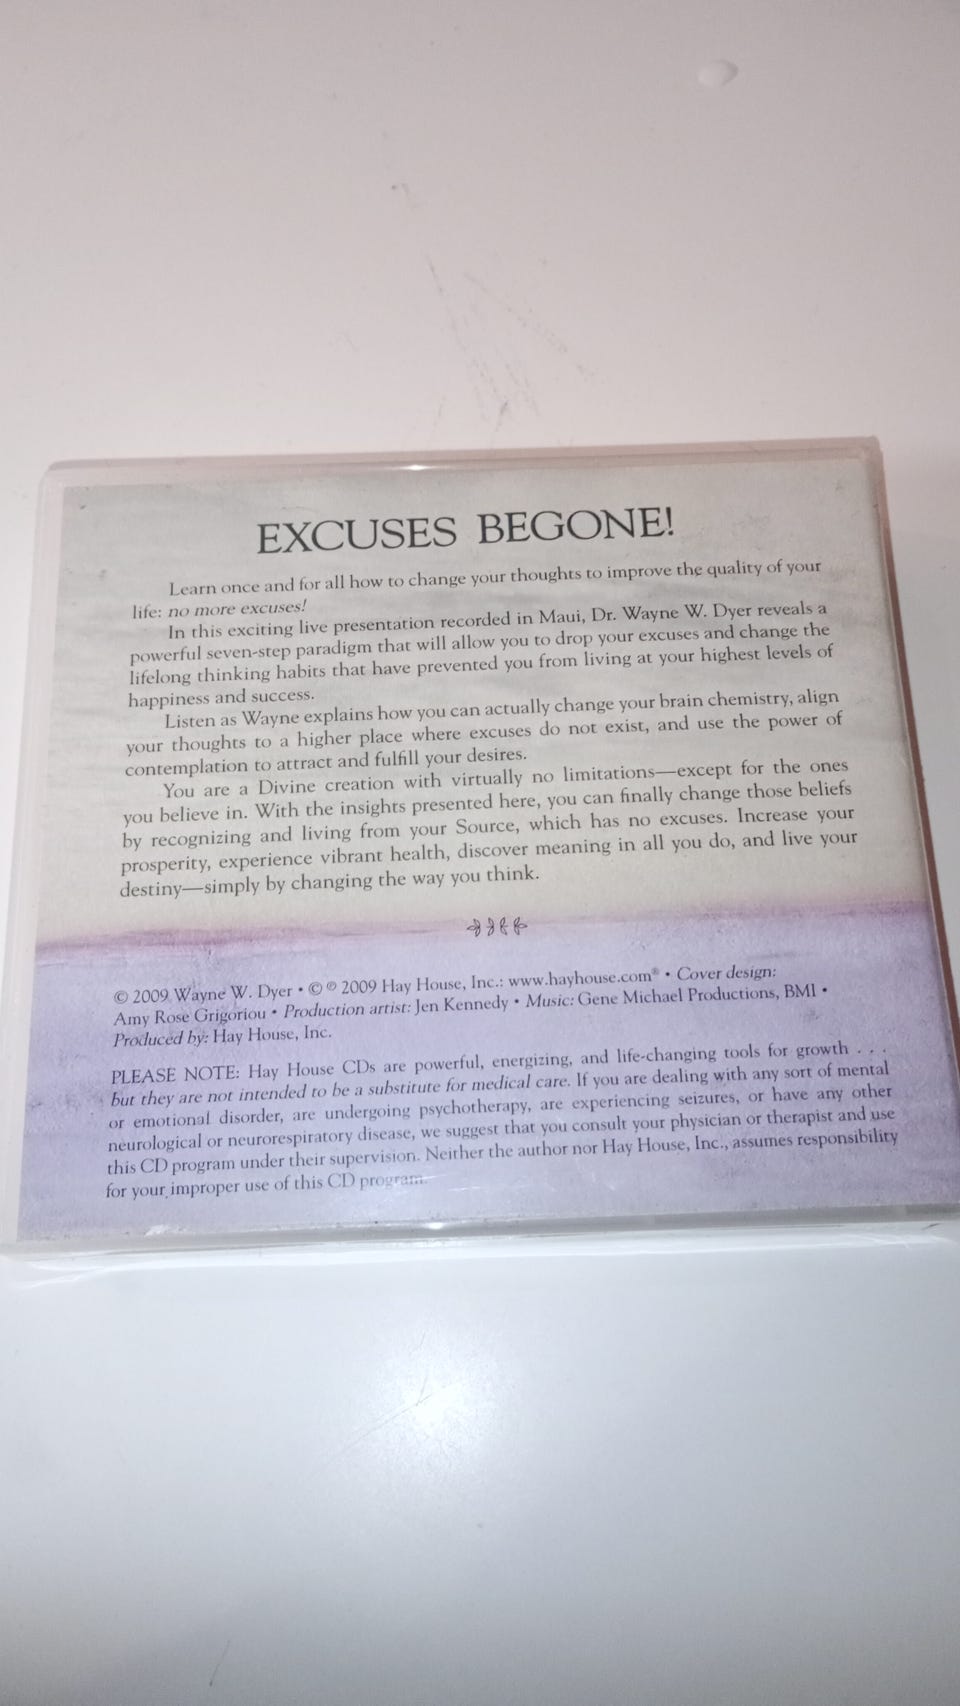 EXCUSES BEGONE!
Learn once and for all how to change your thoughts to improve the quality of your
life: no more excuses!
In this exciting live presentation recorded in Maui, Dr. Wayne W. Dyer reveals a
powerful seven-step paradigm that will allow you to drop your excuses and change the
lifelong thinking habits that have prevented you from living at your highest levels of
happiness and success.
Listen as Wayne explains how you can actually change your brain chemistry, align
your thoughts to a higher place where excuses do not exist, and use the power of
contemplation to attract and fulfill your desires.
You are a Divine creation with virtually no limitations—except for the ones
you believe in. With the insights presented here, you can finally change those beliefs
by recognizing and living from your Source, which has no excuses. Increase your
prosperity, experience vibrant health, discover meaning in all you do, and live your
destiny—simply by changing the way you think.
© 2009 Wayne W. Dyer • © ℗ 2009 Hay House, Inc.: www.hayhouse.com® • Cover design:
Amy Rose Grigoriou • Production artist: Jen Kennedy • Music: Gene Michael Productions, BMI •
Produced by: Hay House, Inc.
PLEASE NOTE: Hay House CDs are powerful, energizing, and life-changing tools for growth . . .
but they are not intended to be a substitute for medical care. If you are dealing with any sort of mental
or emotional disorder, are undergoing psychotherapy, are experiencing seizures, or have any other
neurological or neurorespiratory disease, we suggest that you consult your physician or therapist and use
this CD program under their supervision. Neither the author nor Hay House, Inc., assumes responsibility
for your improper use of this CD program.